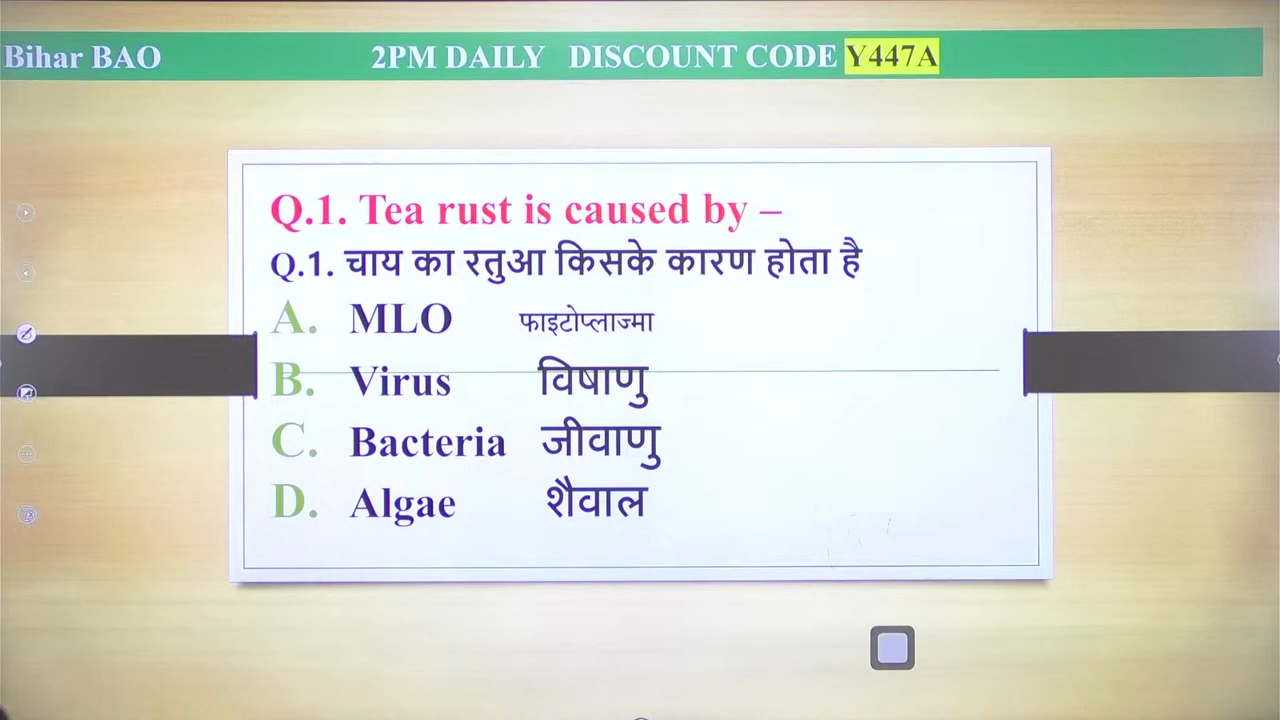 Bihar BAO 2PM DAILY DISCOUNT CODE Y447A
Q.1. Tea rust is caused by –
Q.1. चाय का रतुआ किसके कारण होता है
A. MLO फाइटोप्लाज्मा
B. Virus विषाणु
C. Bacteria जीवाणु
D. Algae शैवाल